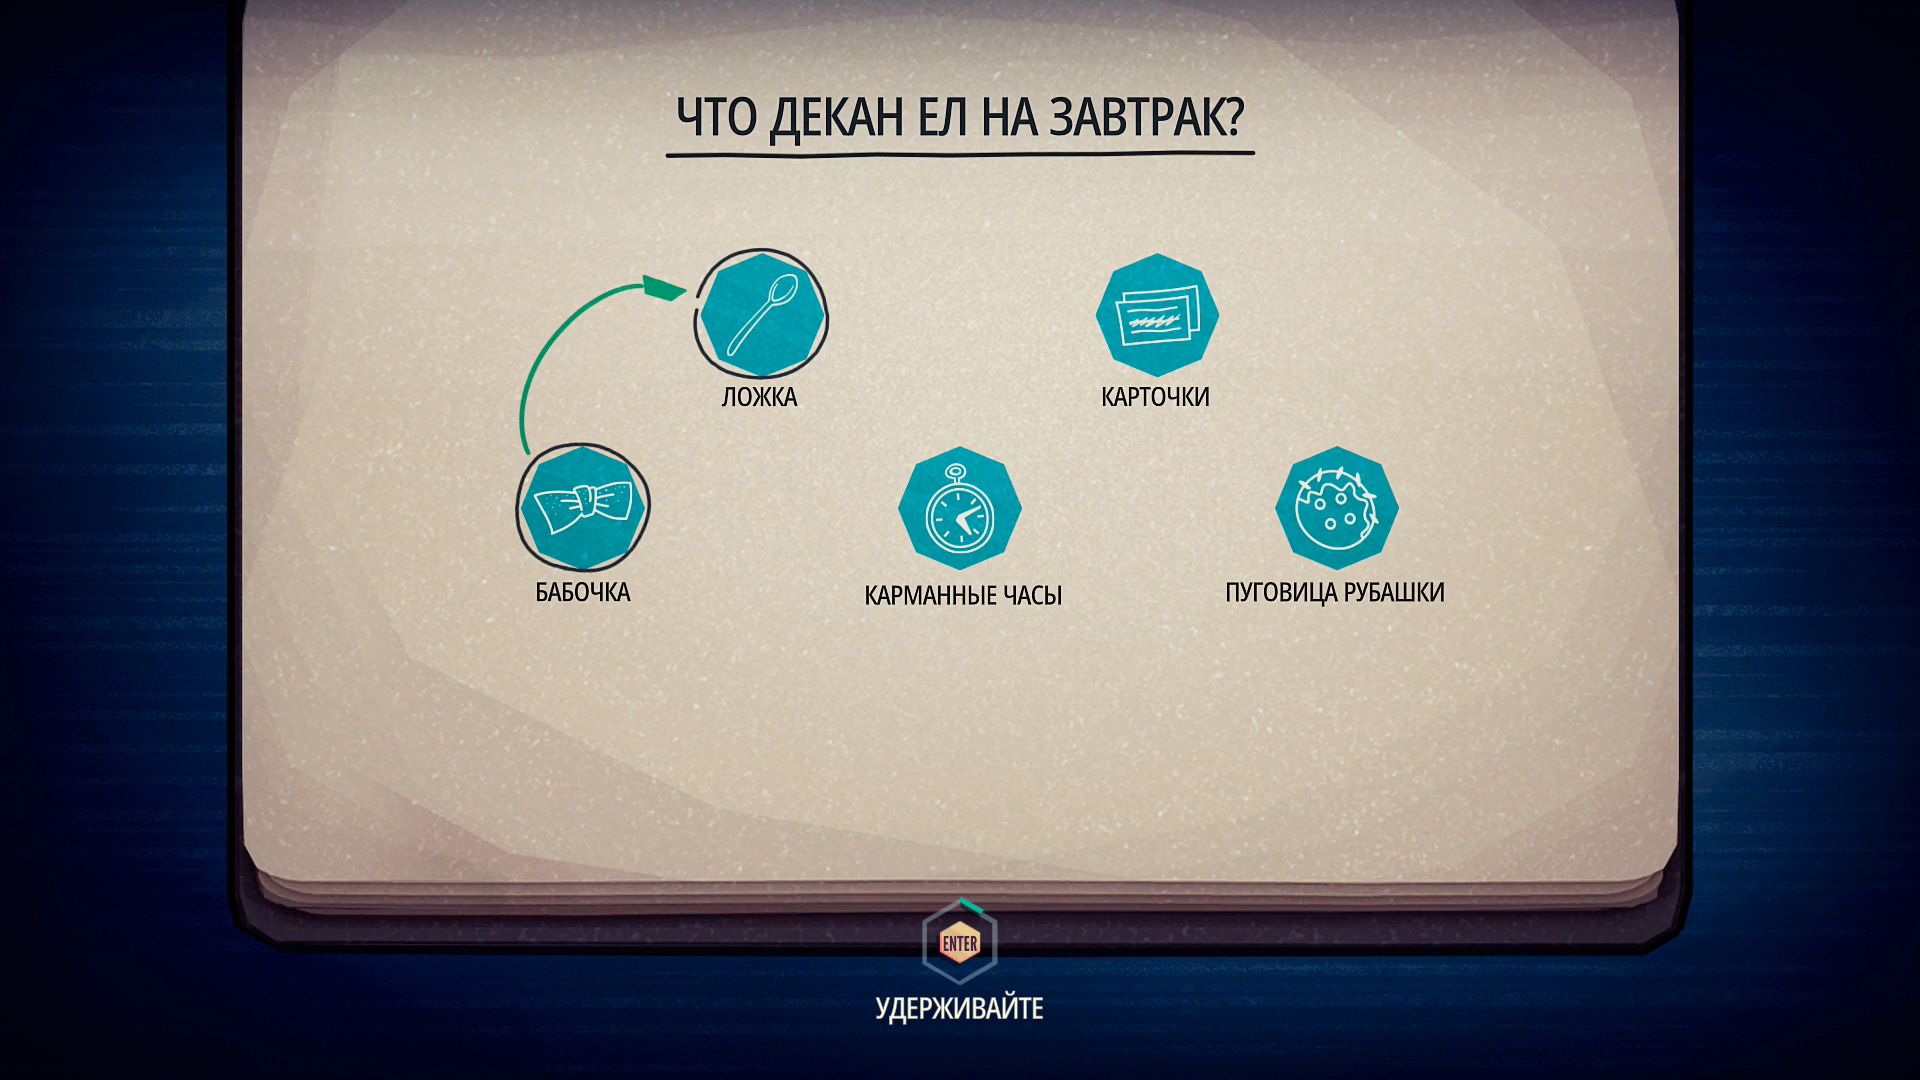 ЧТО ДЕКАН ЕЛ НА ЗАВТРАК?
ЛОЖКА
КАРТОЧКИ
БАБОЧКА
КАРМАННЫЕ ЧАСЫ
ПУГОВИЦА РУБАШКИ
ENTER
УДЕРЖИВАЙТЕ